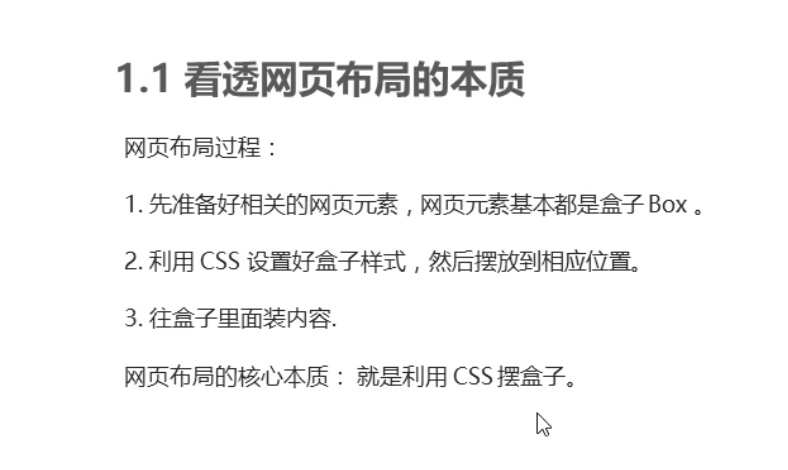 1.1 看透网页布局的本质
网页布局过程：
1. 先准备好相关的网页元素，网页元素基本都是盒子 Box 。
2. 利用 CSS 设置好盒子样式，然后摆放到相应位置。
3. 往盒子里面装内容.
网页布局的核心本质： 就是利用 CSS 摆盒子。